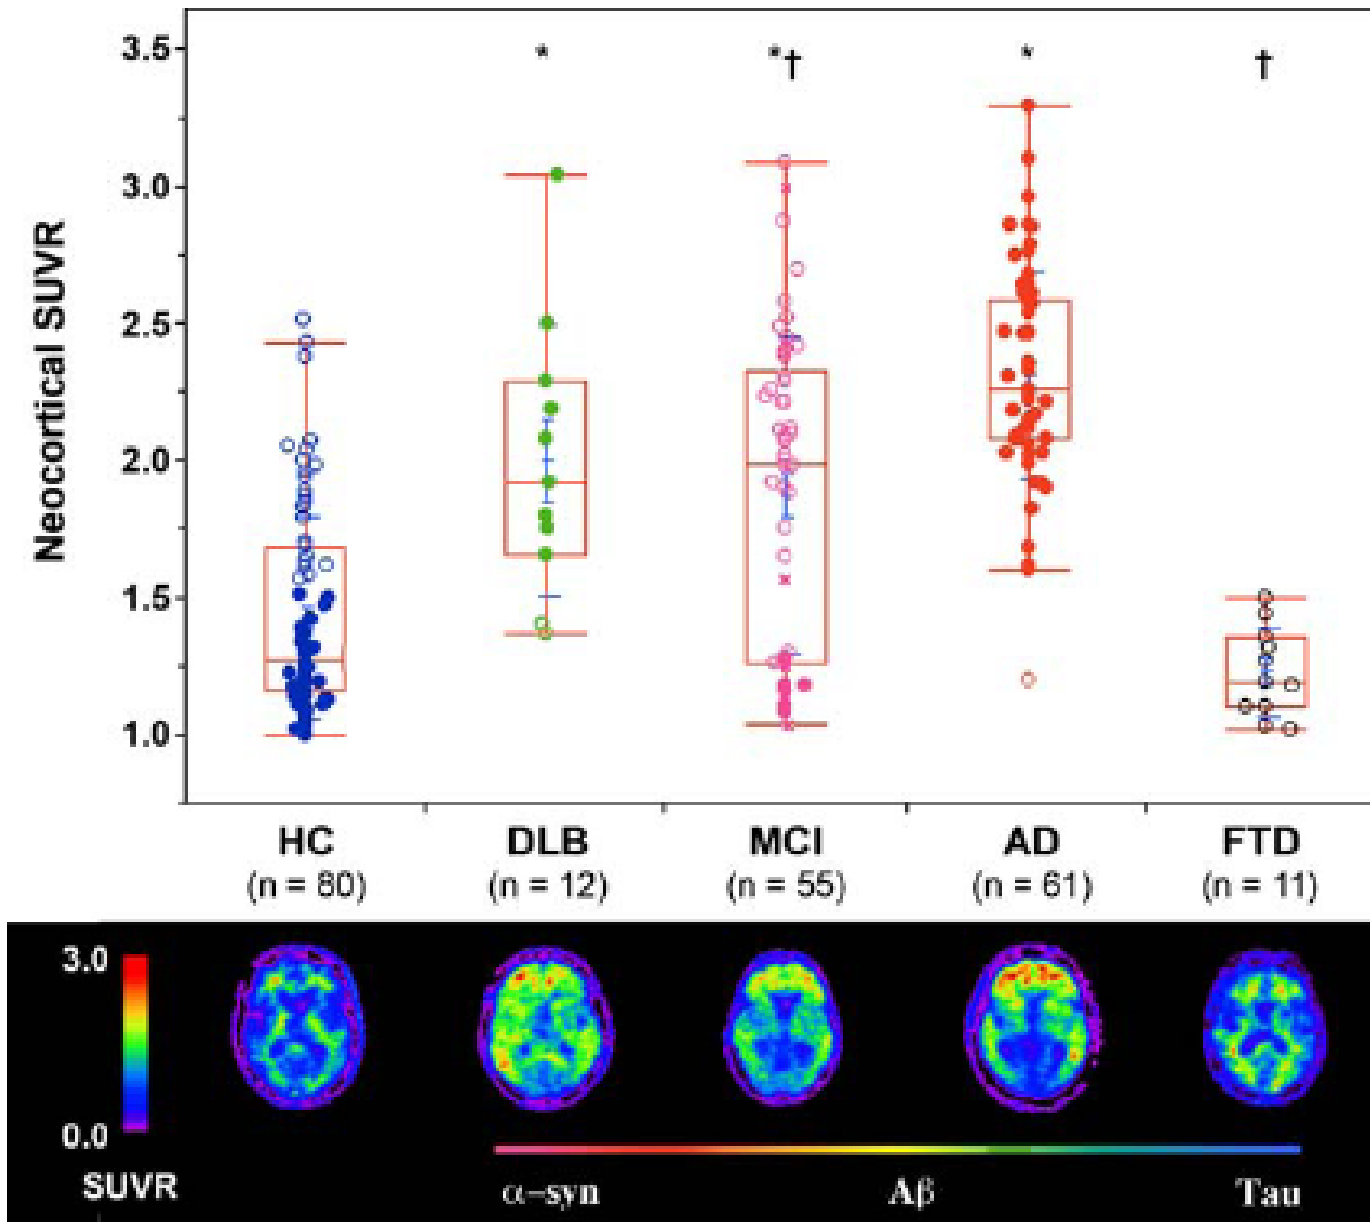 3.5
* *† * †
3.0
Neocortical SUVR
2.5
2.0
1.5
1.0
HC DLB MCI AD FTD
(n = 80) (n = 12) (n = 55) (n = 61) (n = 11)
3.0
0.0
SUVR α–syn Aβ Tau